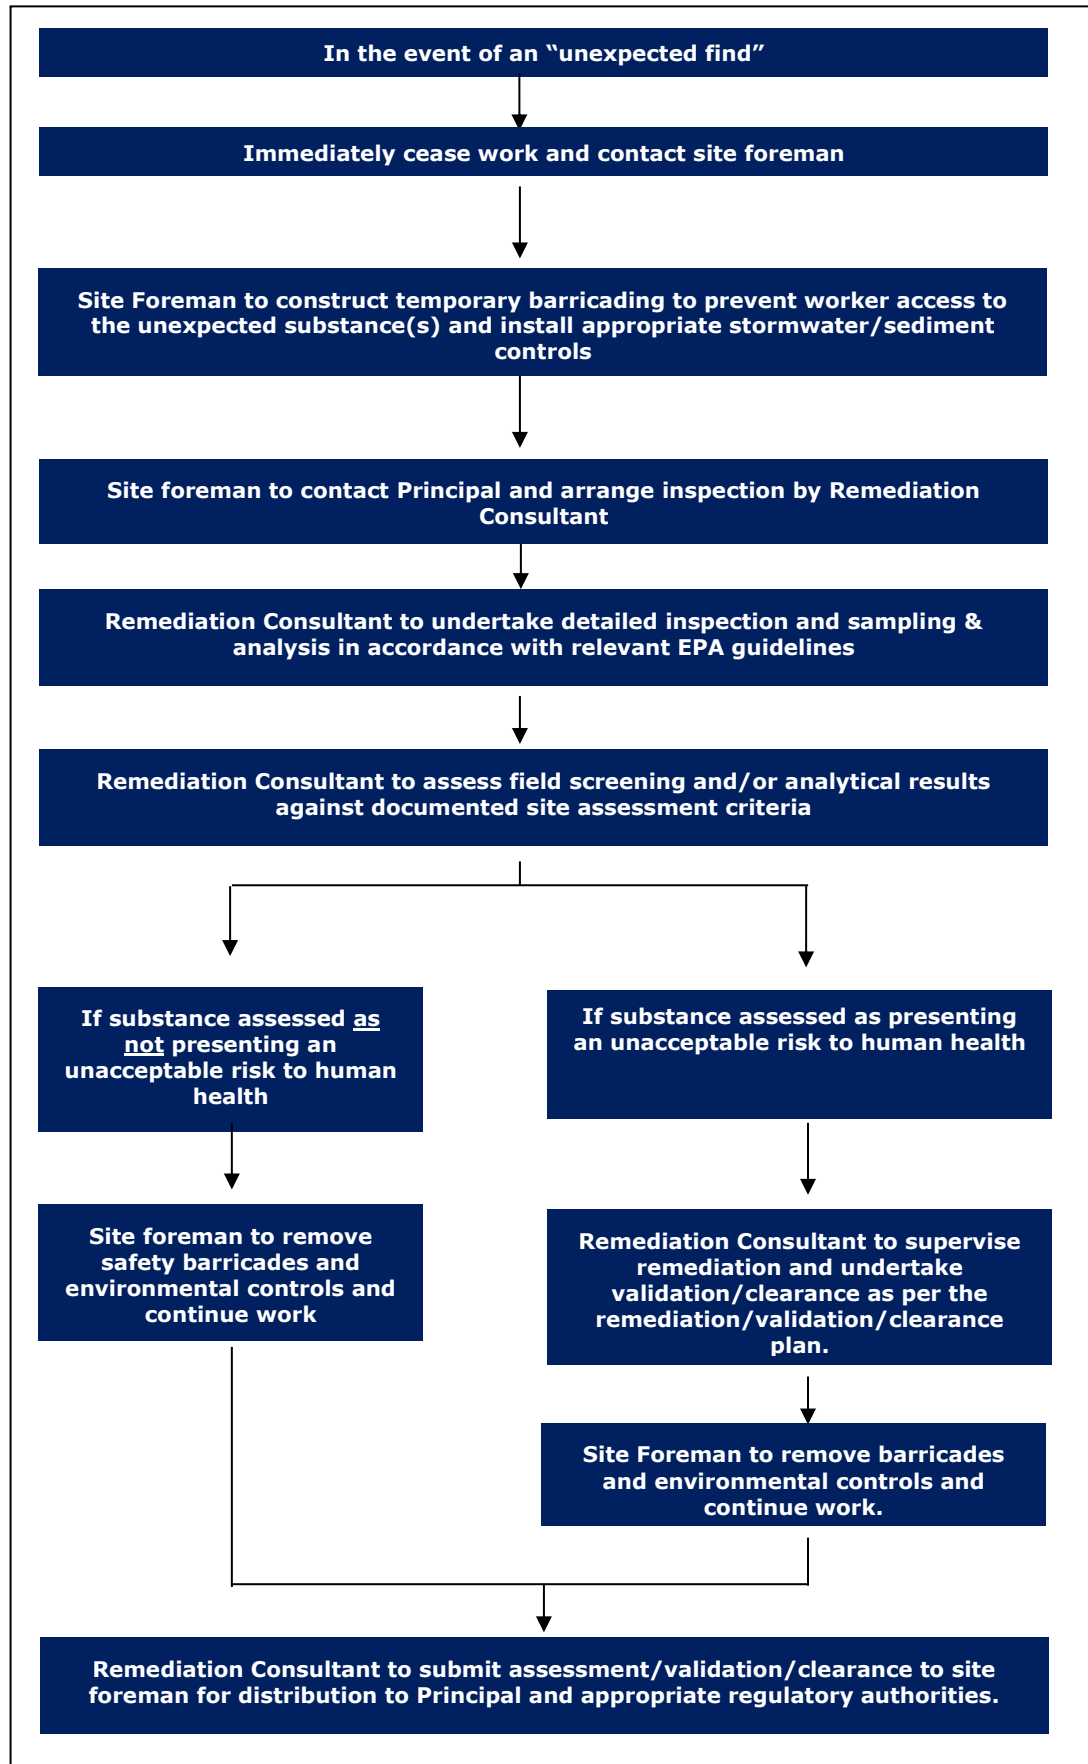 In the event of an “unexpected find”
Immediately cease work and contact site foreman
Site Foreman to construct temporary barricading to prevent worker access to
the unexpected substance(s) and install appropriate stormwater/sediment
controls
Site foreman to contact Principal and arrange inspection by Remediation
Consultant
Remediation Consultant to undertake detailed inspection and sampling &
analysis in accordance with relevant EPA guidelines
Remediation Consultant to assess field screening and/or analytical results
against documented site assessment criteria
If substance assessed as
not presenting an
unacceptable risk to human
health
If substance assessed as presenting
an unacceptable risk to human health
Site foreman to remove
safety barricades and
environmental controls and
continue work
Remediation Consultant to supervise
remediation and undertake
validation/clearance as per the
remediation/validation/clearance
plan.
Site Foreman to remove barricades
and environmental controls and
continue work.
Remediation Consultant to submit assessment/validation/clearance to site
foreman for distribution to Principal and appropriate regulatory authorities.